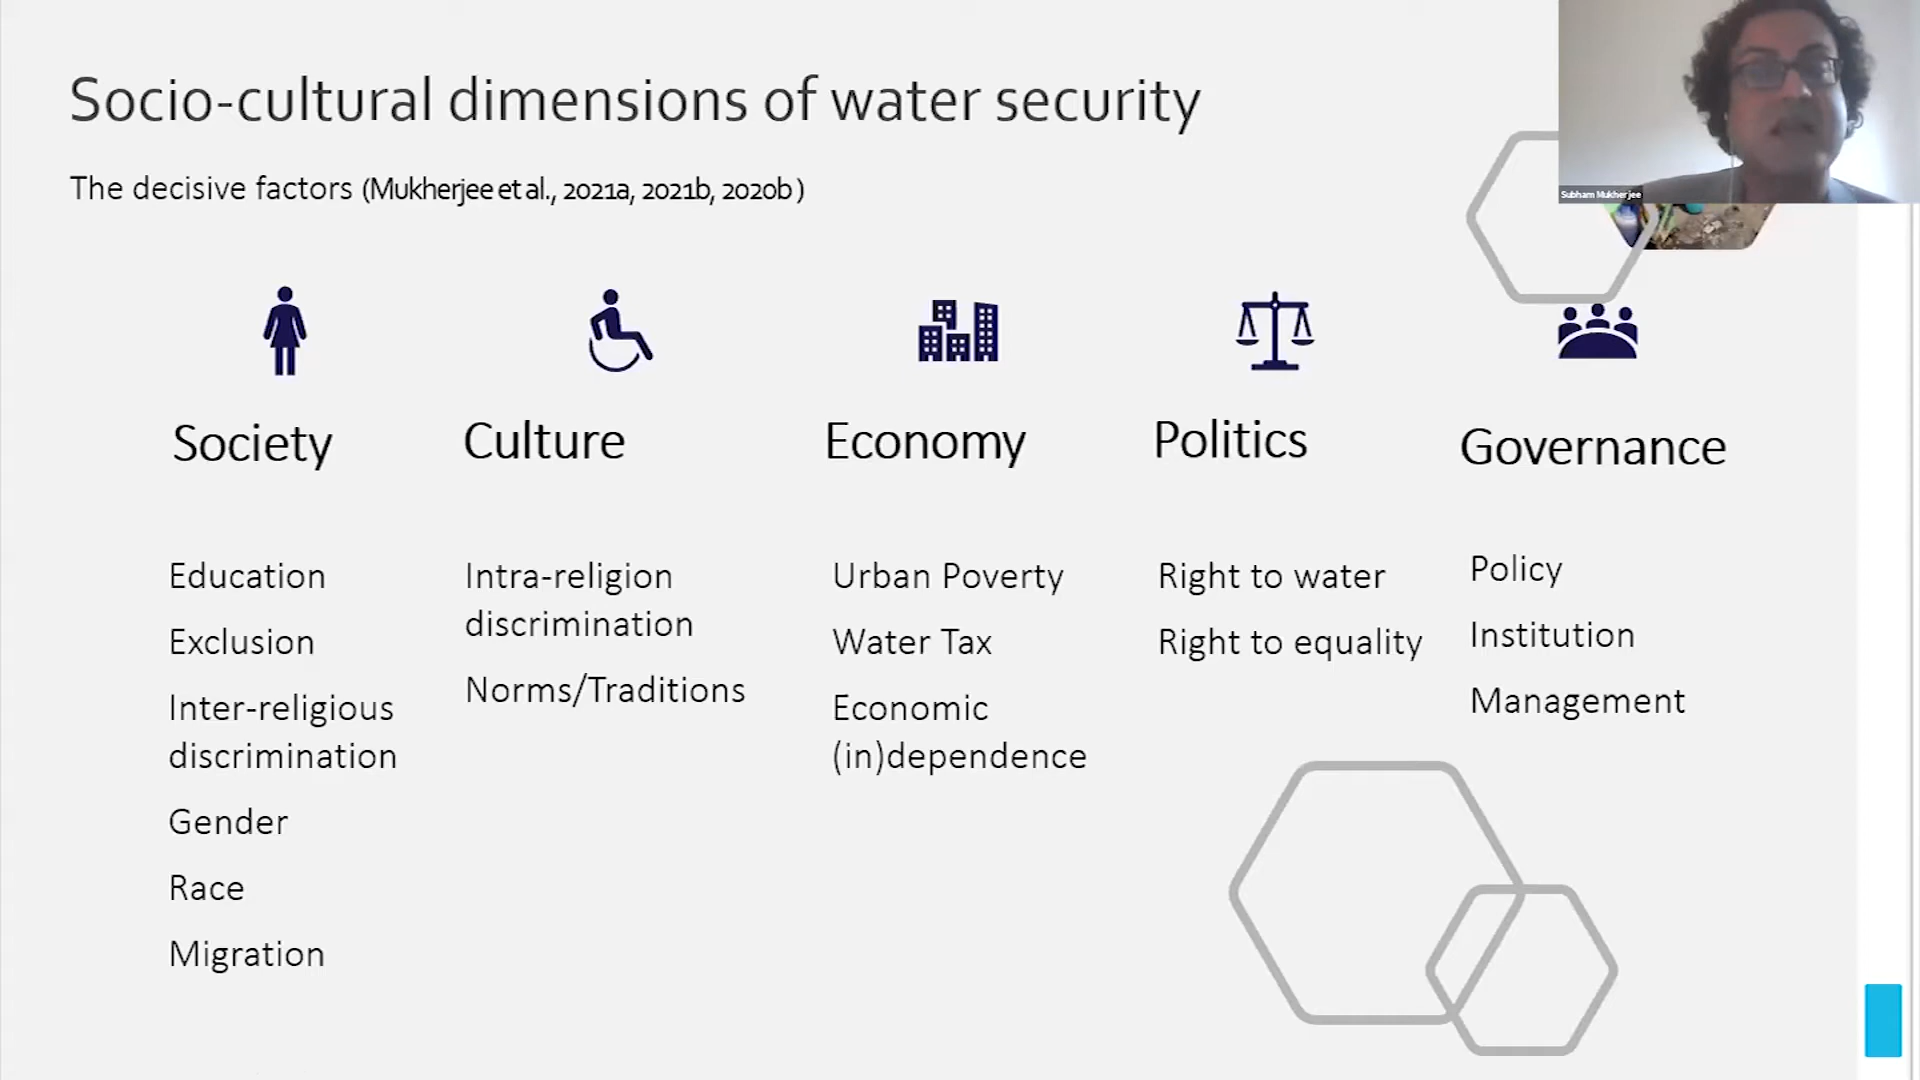 Socio-cultural dimensions of water security
The decisive factors (Mukherjee et al., 2021a, 2021b, 2020b)
Subham Mukherjee
Society
Education
Exclusion
Inter-religious
discrimination
Gender
Race
Migration
Culture
Intra-religion
discrimination
Norms/Traditions
Economy
Urban Poverty
Water Tax
Economic
(in)dependence
Politics
Right to water
Right to equality
Governance
Policy
Institution
Management